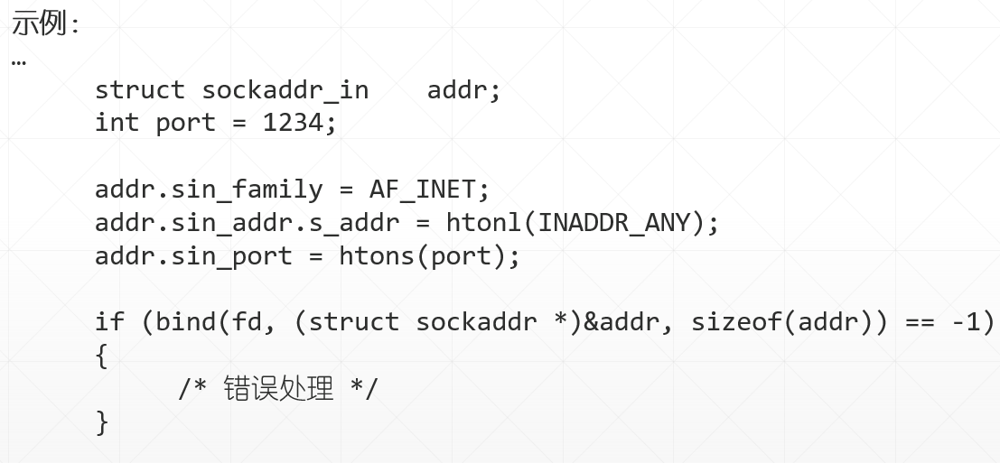 示例:
…
struct sockaddr_in    addr;
int port = 1234;
addr.sin_family = AF_INET;
addr.sin_addr.s_addr = htonl(INADDR_ANY);
addr.sin_port = htons(port);
if (bind(fd, (struct sockaddr *)&addr, sizeof(addr)) == -1)
{
/* 错误处理 */
}